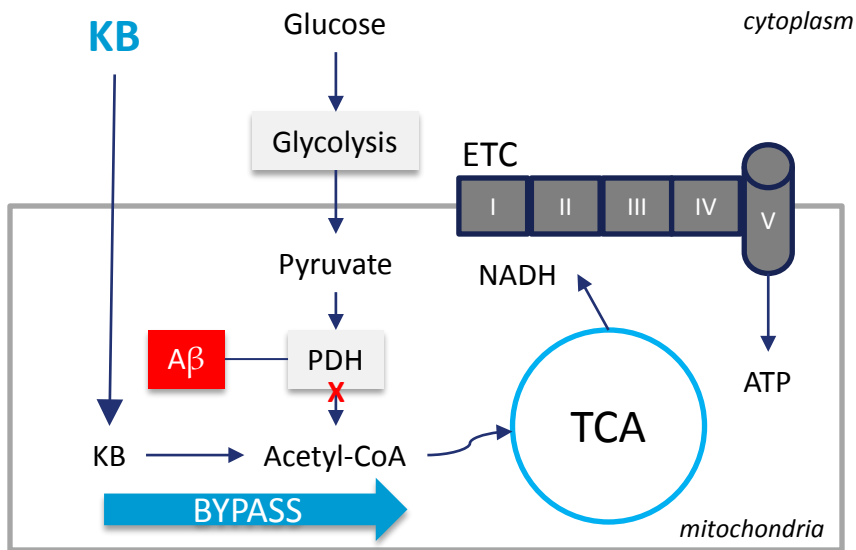 KB
Glucose
cytoplasm
Glycolysis
ETC
I II III IV V
Pyruvate
NADH
Aβ
PDH
X
ATP
TCA
KB
Acetyl-CoA
BYPASS
mitochondria